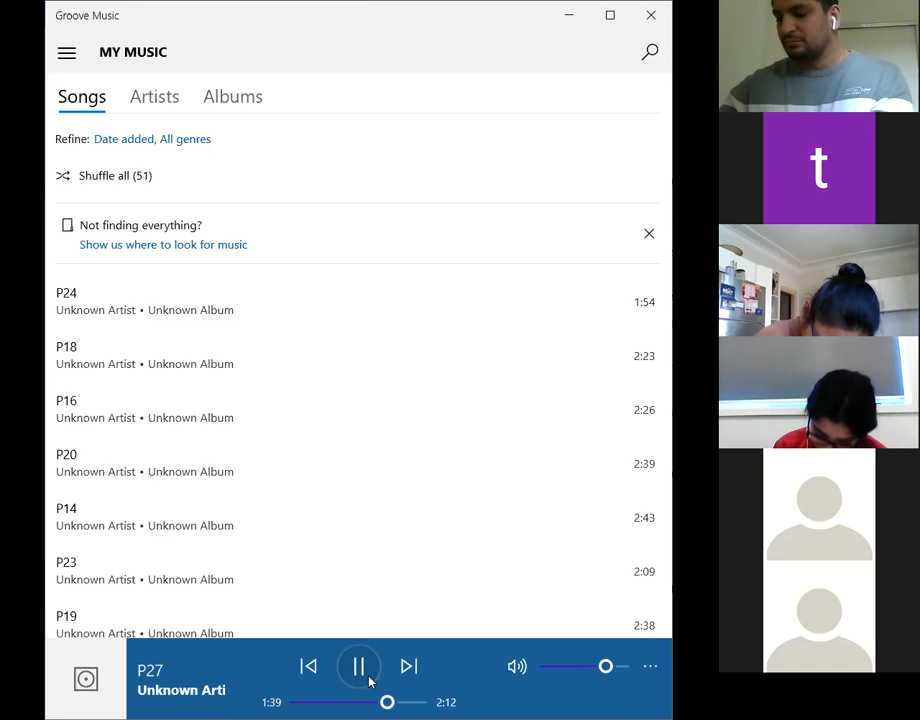 Groove Music
MY MUSIC
Songs Artists Albums
Refine: Date added, All genres
Shuffle all (51)
Not finding everything?
Show us where to look for music
P24
Unknown Artist • Unknown Album 1:54
P18
Unknown Artist • Unknown Album 2:23
P16
Unknown Artist • Unknown Album 2:26
P20
Unknown Artist • Unknown Album 2:39
P14
Unknown Artist • Unknown Album 2:43
P23
Unknown Artist • Unknown Album 2:09
P19
Unknown Artist • Unknown Album 2:38
P27
Unknown Arti
1:39 2:12
t